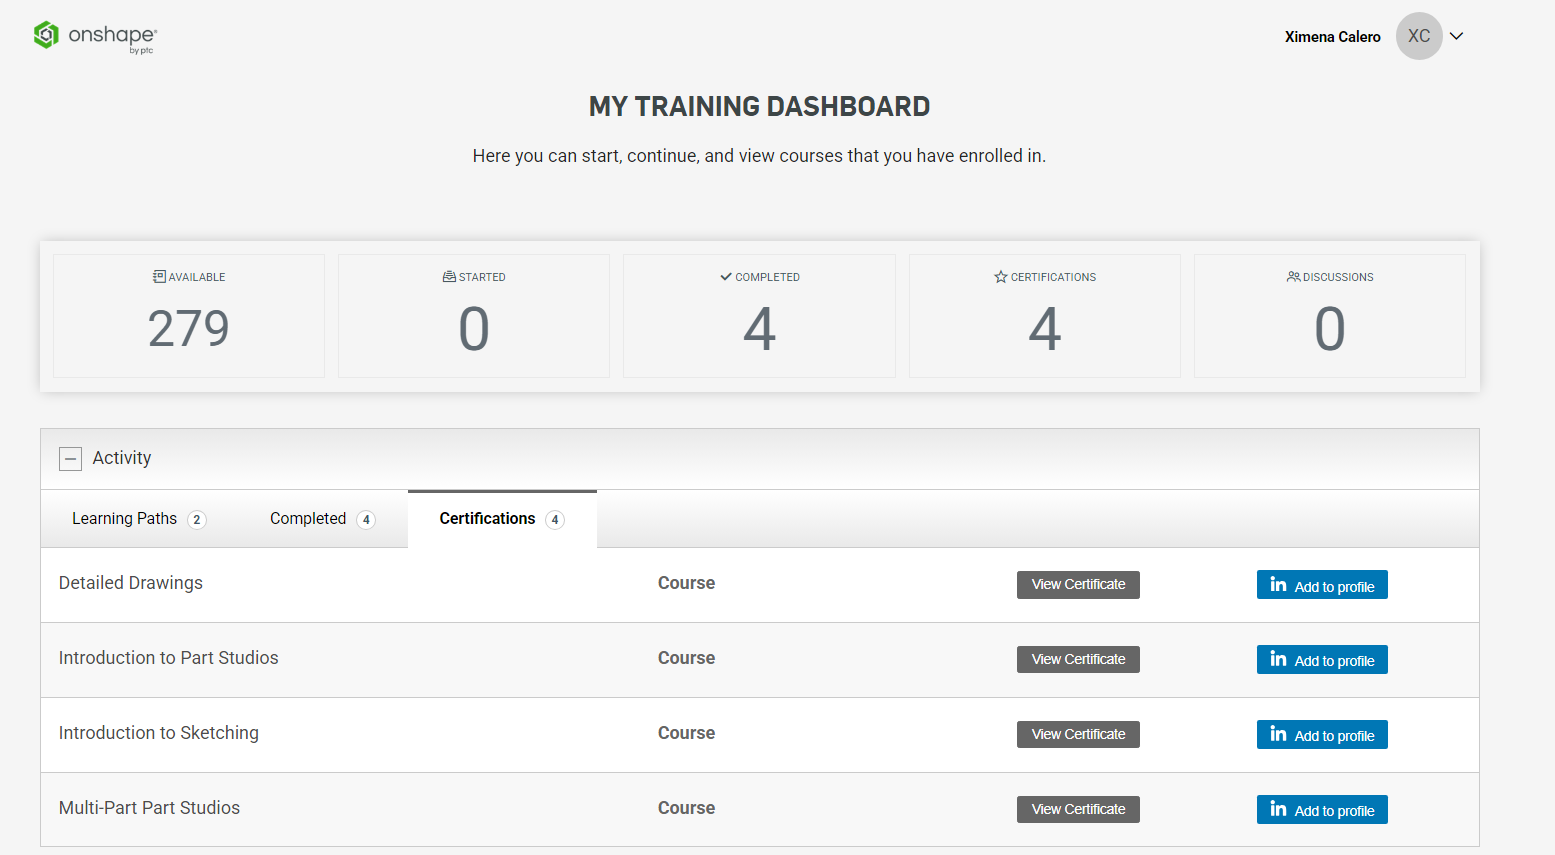 onshape
by ptc
Ximena Calero
XC
MY TRAINING DASHBOARD
Here you can start, continue, and view courses that you have enrolled in.
AVAILABLE
279
STARTED
0
COMPLETED
4
CERTIFICATIONS
4
DISCUSSIONS
0
Activity
Learning Paths 2
Completed 4
Certifications 4
Detailed Drawings Course View Certificate in Add to profile
Introduction to Part Studios Course View Certificate in Add to profile
Introduction to Sketching Course View Certificate in Add to profile
Multi-Part Part Studios Course View Certificate in Add to profile